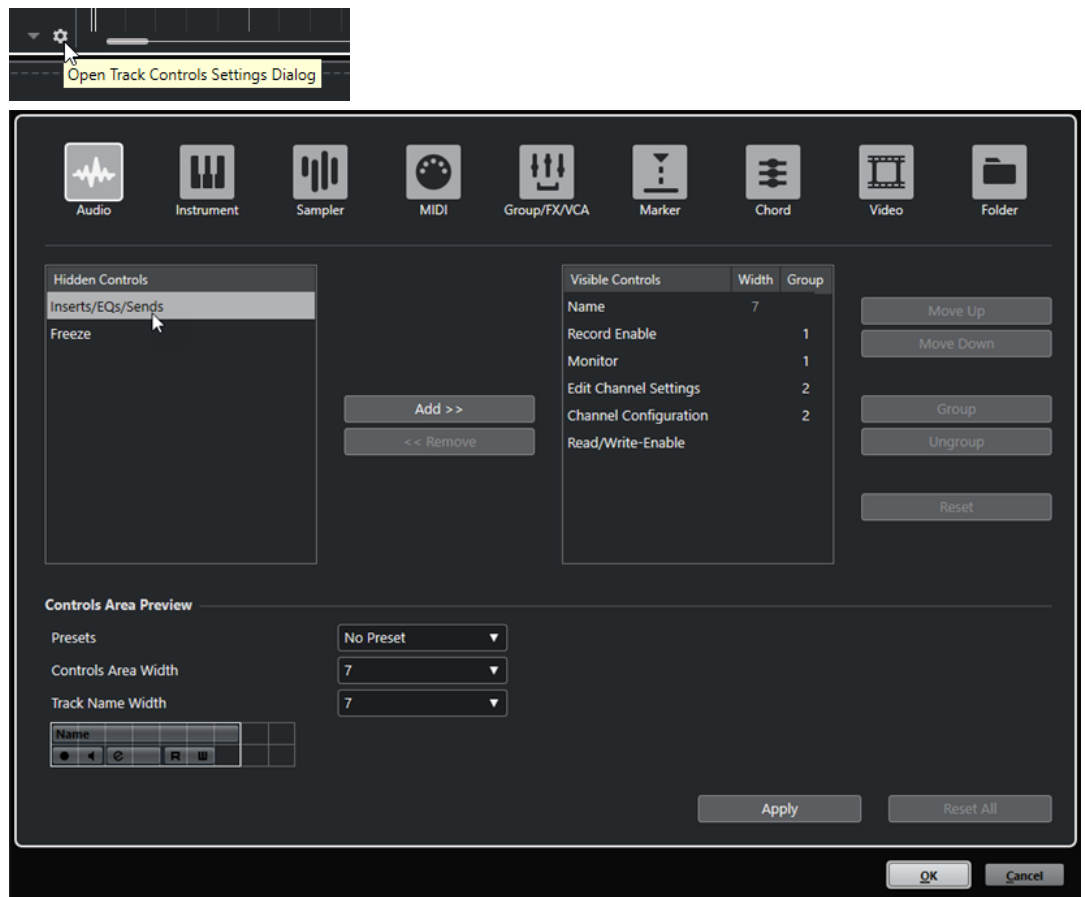 Open Track Controls Settings Dialog
Audio Instrument Sampler MIDI Group/FX/VCA Marker Chord Video Folder
Hidden Controls
Inserts/EQs/Sends
Freeze
Add >>
<< Remove
Visible Controls Width Group
Name 7
Record Enable 1
Monitor 1
Edit Channel Settings 2
Channel Configuration 2
Read/Write-Enable
Move Up
Move Down
Group
Ungroup
Reset
Controls Area Preview
Presets No Preset
Controls Area Width 7
Track Name Width 7
Name
e R W
Apply Reset All
OK Cancel